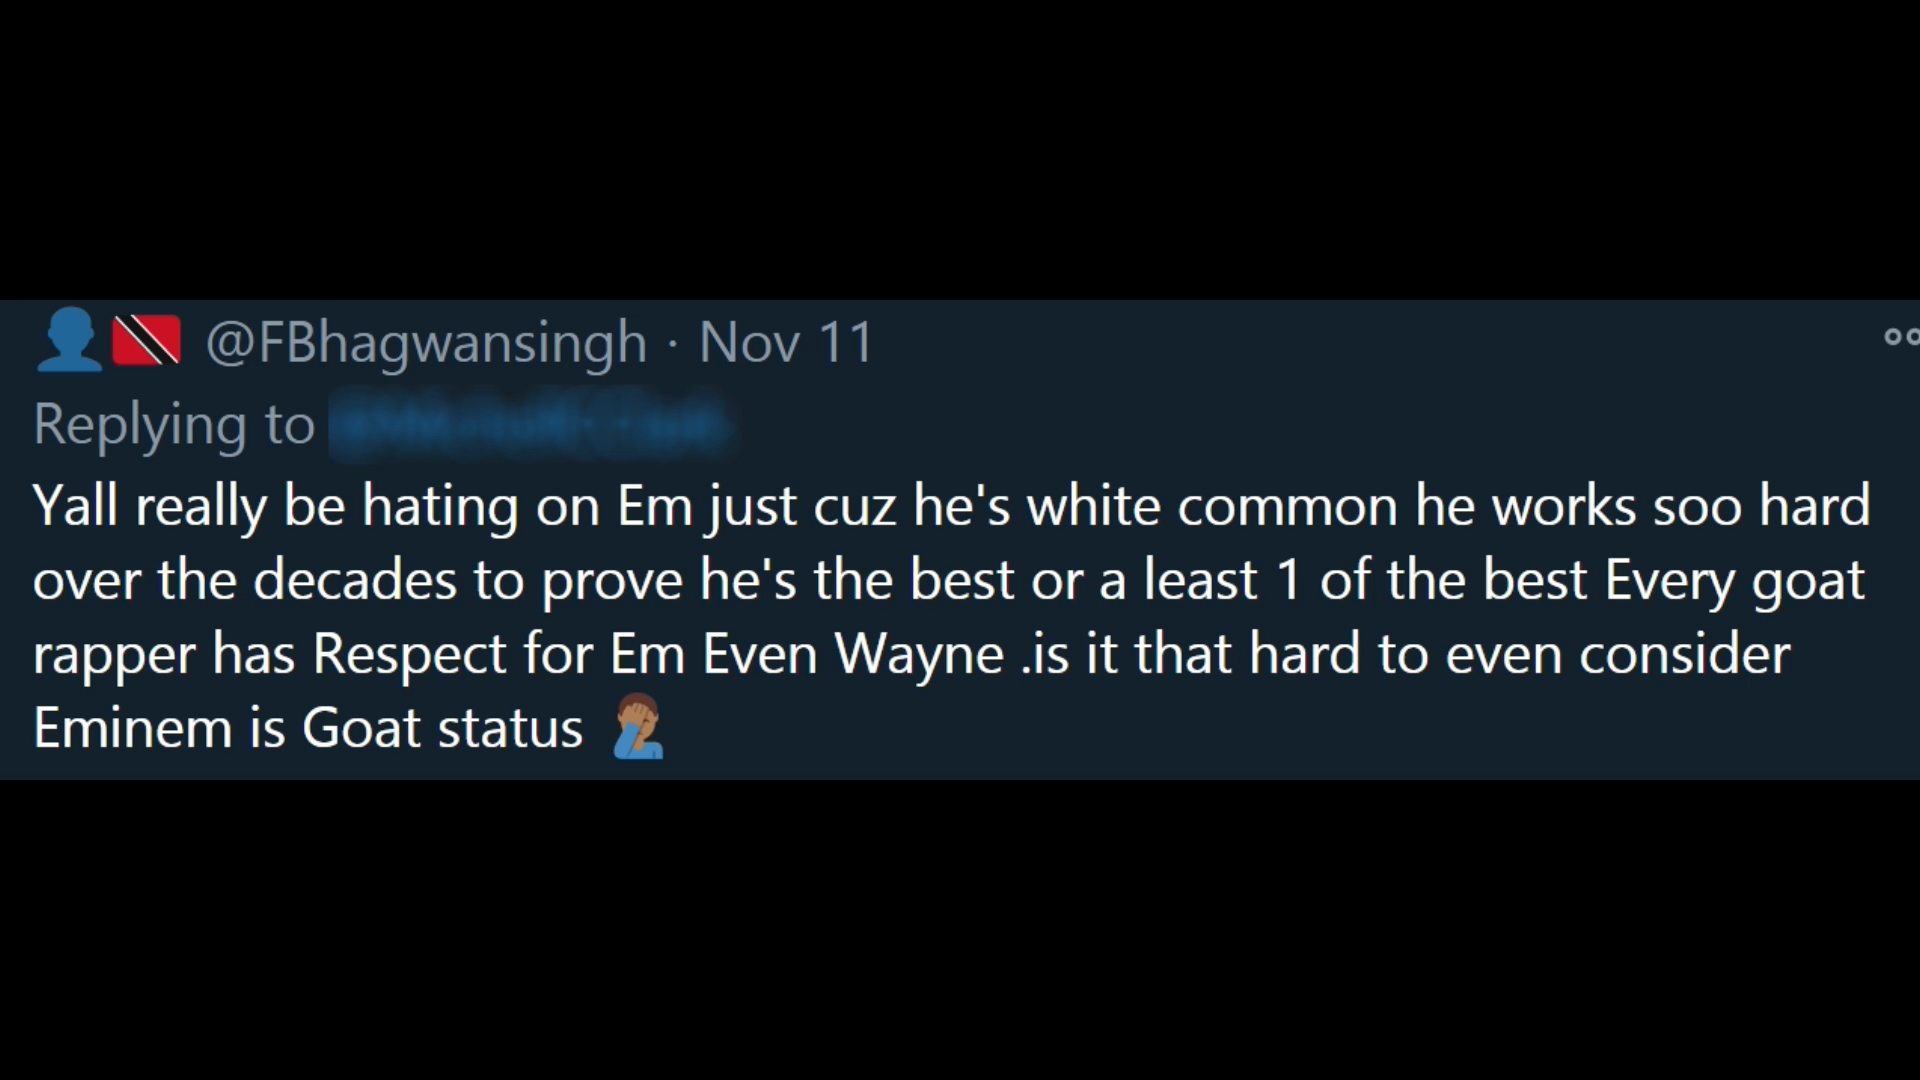 @FBhagwansingh · Nov 11
Replying to
Yall really be hating on Em just cuz he's white common he works soo hard
over the decades to prove he's the best or a least 1 of the best Every goat
rapper has Respect for Em Even Wayne .is it that hard to even consider
Eminem is Goat status 🤦🏽‍♂️